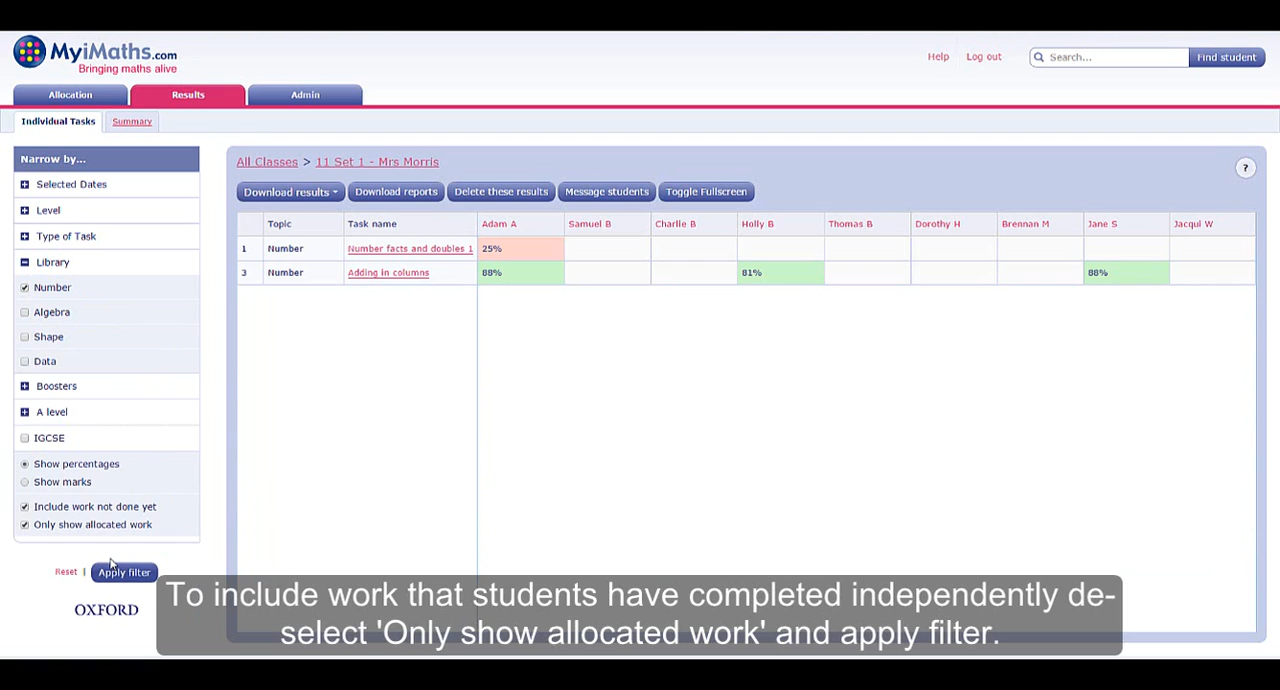 MyiMaths.com
Bringing maths alive
Help Log out Search... Find student
Allocation Results Admin
Individual Tasks Summary
Narrow by...
Selected Dates
Level
Type of Task
Library
Number
Algebra
Shape
Data
Boosters
A level
IGCSE
Show percentages
Show marks
Include work not done yet
Only show allocated work
Reset | Apply filter
OXFORD
All Classes > 11 Set 1 - Mrs Morris
?
Download results Download reports Delete these results Message students Toggle Fullscreen
Topic Task name Adam A Samuel B Charlie B Holly B Thomas B Dorothy H Brennan M Jane S Jacqui W
1 Number Number facts and doubles 1 25%
3 Number Adding in columns 88% 81% 88%
To include work that students have completed independently de-
select 'Only show allocated work' and apply filter.